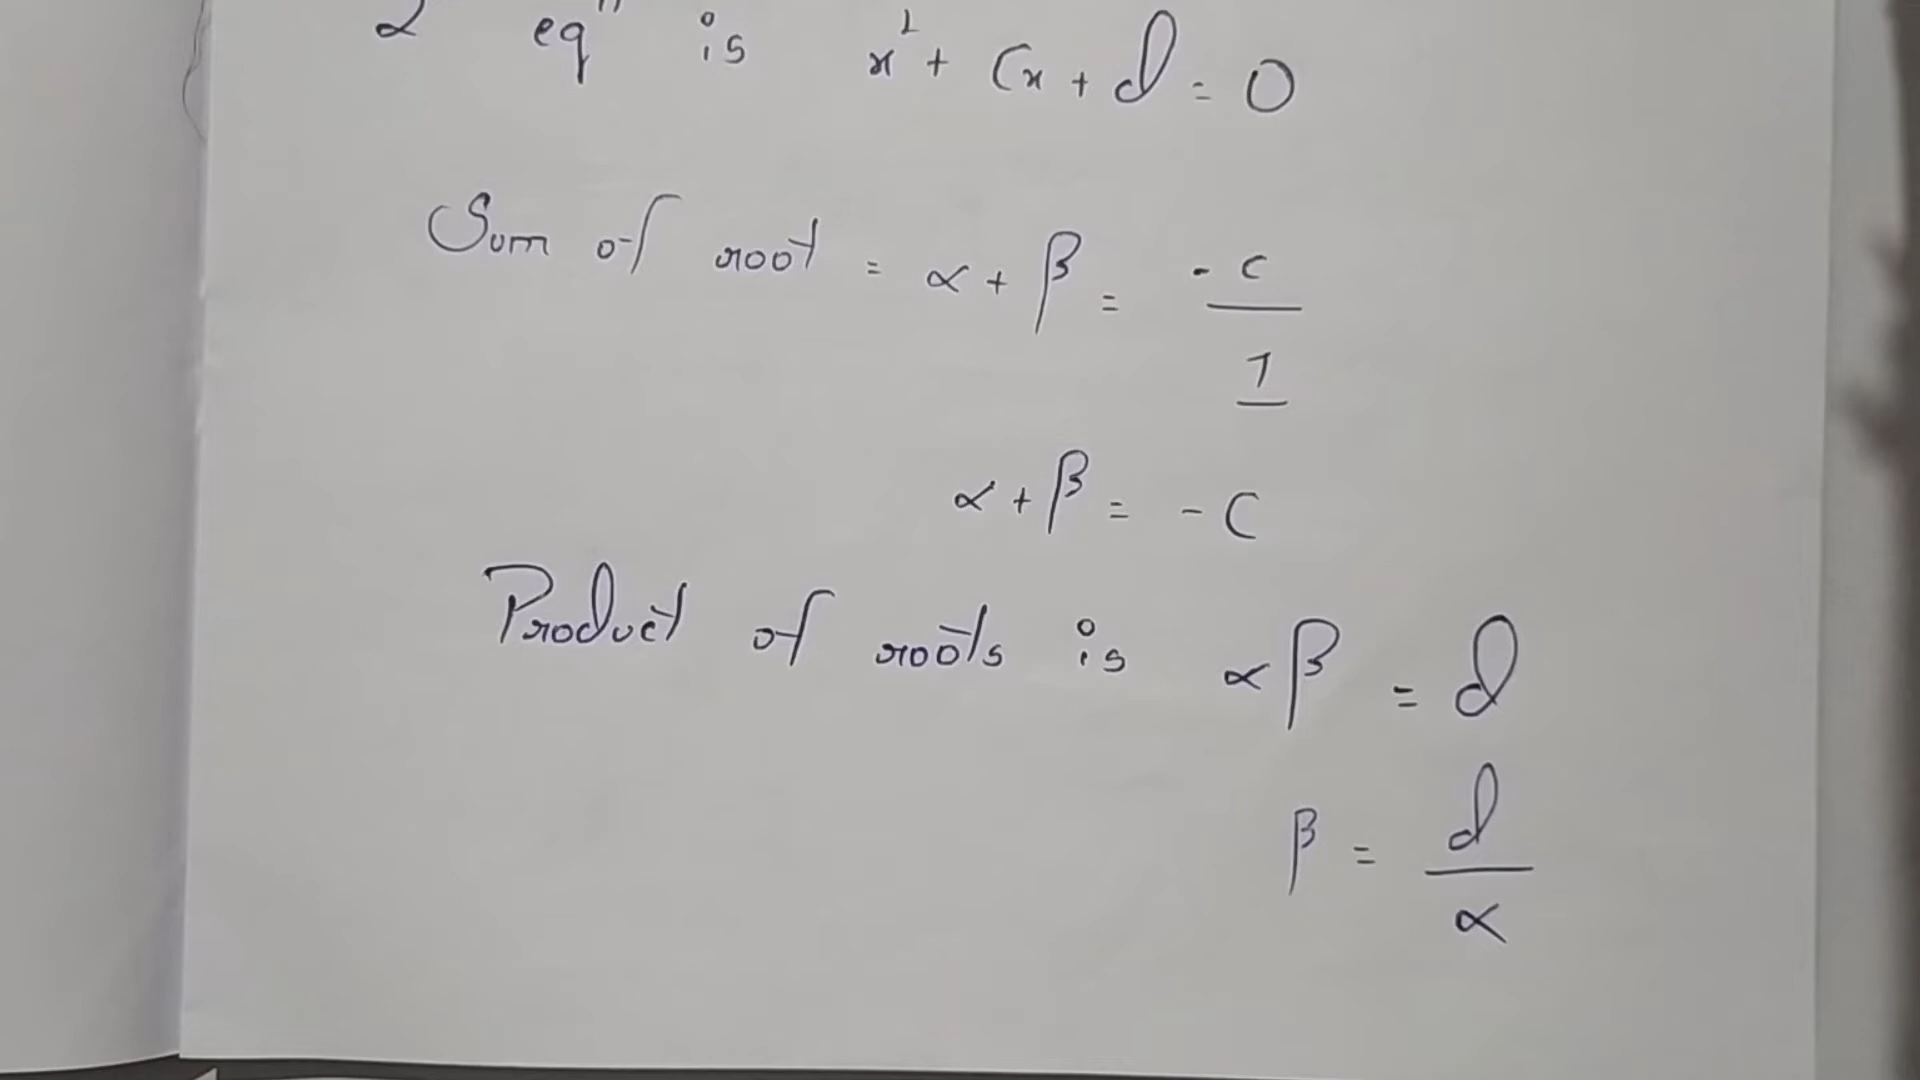 2 eqn is x² + Cx + d = 0
Sum of root = α + β = -c/1
α + β = - C
Product of roots is αβ = d
β = d/α